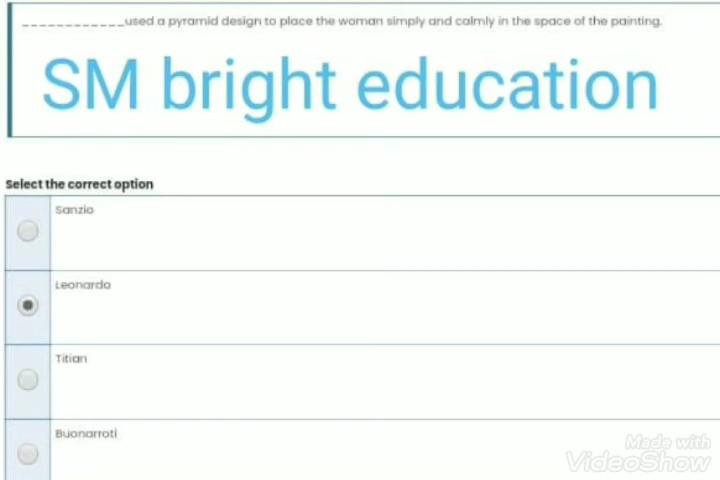 ____________used a pyramid design to place the woman simply and calmly in the space of the painting.
SM bright education
Select the correct option
Sanzio
Leonardo
Titian
Buonarroti
Made with
VideoShow